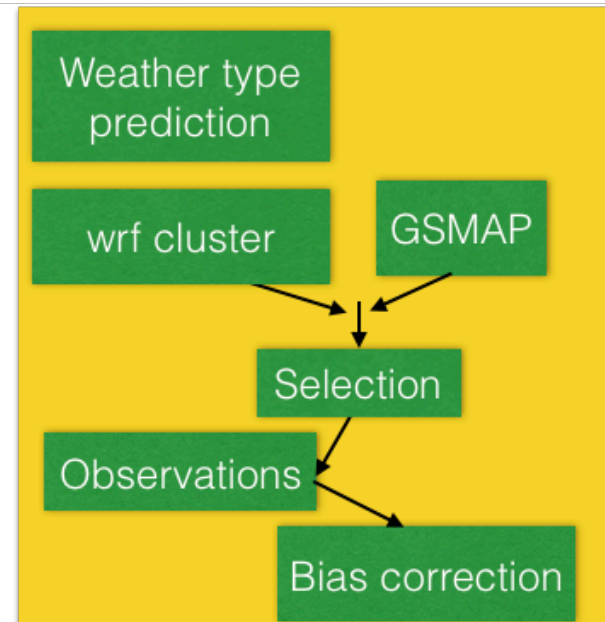 Weather type
prediction
wrf cluster
GSMAP
Selection
Observations
Bias correction